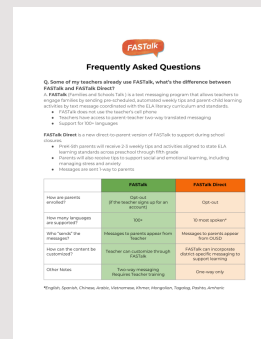 FASTalk
Frequently Asked Questions
Q. Some of my teachers already use FASTalk, what's the difference between
FASTalk and FASTalk Direct?
A. FASTalk (Families and Schools Talk) is a text messaging program that allows teachers to
engage families by sending pre-scheduled, automated weekly tips and parent-child learning
activities by text message coordinated with the ELA literacy curriculum and standards.
● FASTalk does not use the teacher's cell phone
● Teachers have access to parent-teacher two-way translated messaging
● Support for 100+ languages
FASTalk Direct is a new direct-to-parent version of FASTalk to support during school
closures.
● PreK-5th parents will receive 2-3 weekly tips and activities aligned to state ELA
learning standards across preschool through fifth grade
● Parents will also receive tips to support social and emotional learning, including
managing stress and anxiety
● Messages are sent 1-way to parents
FASTalk FASTalk Direct
How are parents enrolled? Opt-out (if the teacher signs up for an account) Opt-out
How many languages are supported? 100+ 10 most spoken*
Who "sends" the messages? Messages to parents appear from Teacher Messages to parents appear from OUSD
How can the content be customized? Teacher can customize through FASTalk FASTalk can incorporate district-specific messaging to support learning
Other Notes Two-way messaging Requires Teacher training One-way only
*English, Spanish, Chinese, Arabic, Vietnamese, Khmer, Mongolian, Tagalog, Pashto, Amharic